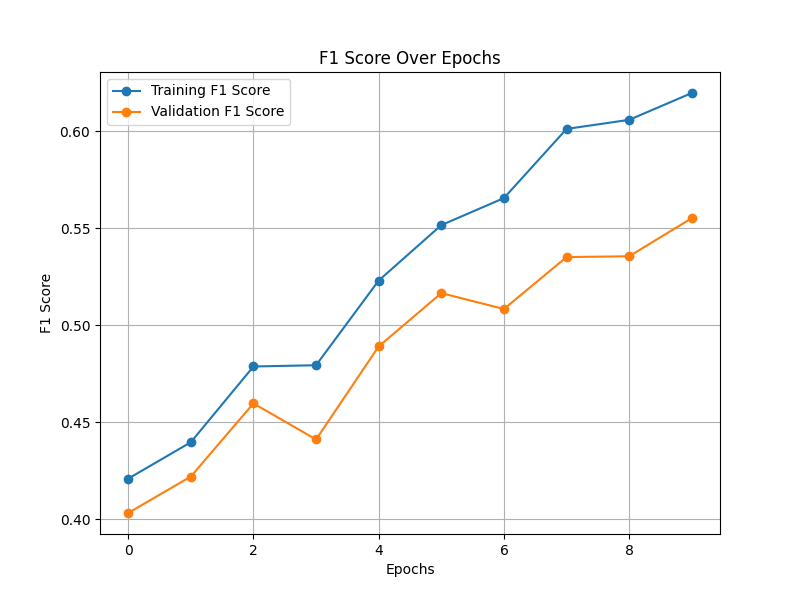 F1 Score Over Epochs
Training F1 Score
Validation F1 Score
0.60
0.55
0.50
0.45
0.40
F1 Score
0 2 4 6 8
Epochs